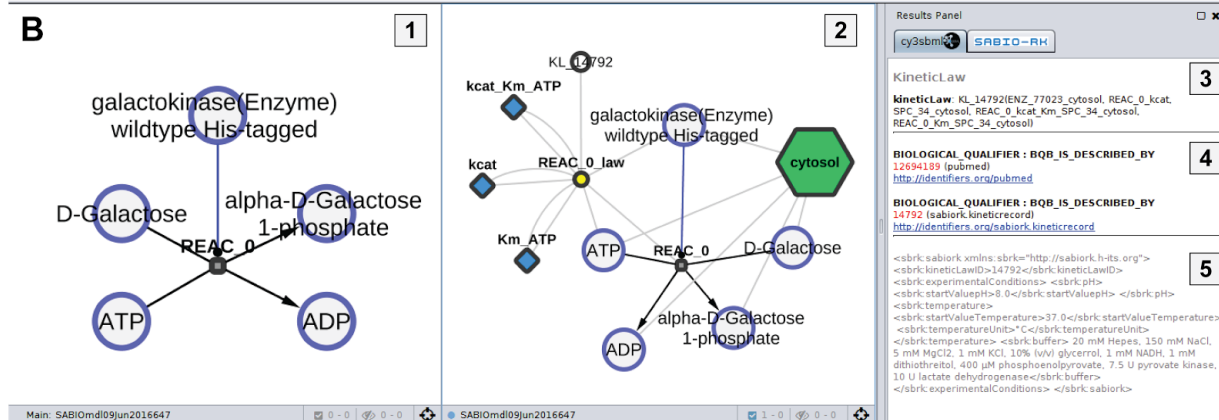 B
1
galactokinase(Enzyme)
wildtype His-tagged
D-Galactose
alpha-D-Galactose
1-phosphate
REAC_0
ATP
ADP
Main: SABIOmdl09Jun2016647
0 - 0
0 - 0
2
KL_14792
kcat_Km_ATP
galactokinase(Enzyme)
wildtype His-tagged
REAC_0_law
cytosol
kcat
Km_ATP
ATP
REAC_0
D-Galactose
alpha-D-Galactose
1-phosphate
ADP
SABIOmdl09Jun2016647
1 - 0
0 - 0
Results Panel
cy3sbml
SABIO-RK
3
KineticLaw
kineticLaw: KL_14792(ENZ_77023_cytosol, REAC_0_kcat,
SPC_34_cytosol, REAC_0_kcat_Km_SPC_34_cytosol,
REAC_0_Km_SPC_34_cytosol)
4
BIOLOGICAL_QUALIFIER : BQB_IS_DESCRIBED_BY
12694189 (pubmed)
http://identifiers.org/pubmed
BIOLOGICAL_QUALIFIER : BQB_IS_DESCRIBED_BY
14792 (sabiork.kineticrecord)
http://identifiers.org/sabiork.kineticrecord
5
<sbrk:sabiork xmlns:sbrk="http://sabiork.h-its.org">
<sbrk:kineticLawID>14792</sbrk:kineticLawID>
<sbrk:experimentalConditions> <sbrk:pH>
<sbrk:startValuepH>8.0</sbrk:startValuepH> </sbrk:pH>
<sbrk:temperature>
<sbrk:startValueTemperature>37.0</sbrk:startValueTemperature>
<sbrk:temperatureUnit>°C</sbrk:temperatureUnit>
</sbrk:temperature> <sbrk:buffer> 20 mM Hepes, 150 mM NaCl,
5 mM MgCl2, 1 mM KCl, 10% (v/v) glycerrol, 1 mM NADH, 1 mM
dithiothreitol, 400 µM phosphoenolpyrovate, 7.5 U pyruvate kinase,
10 U lactate dehydrogenase</sbrk:buffer>
</sbrk:experimentalConditions> </sbrk:sabiork>